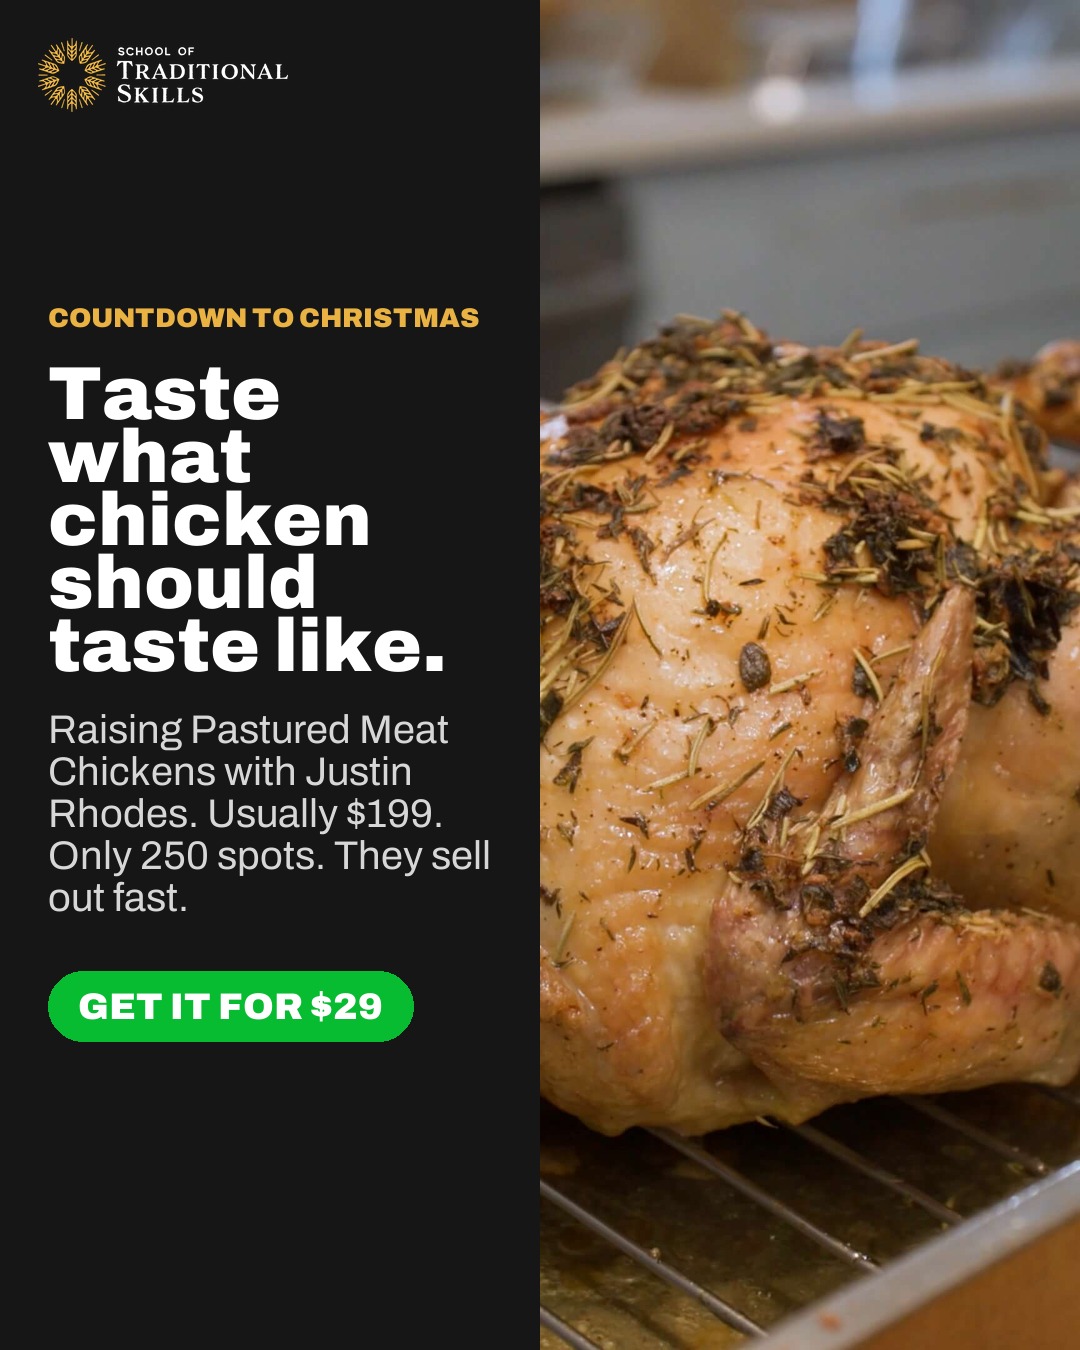 SCHOOL OF
TRADITIONAL
SKILLS
COUNTDOWN TO CHRISTMAS
Taste
what
chicken
should
taste like.
Raising Pastured Meat
Chickens with Justin
Rhodes. Usually $199.
Only 250 spots. They sell
out fast.
GET IT FOR $29